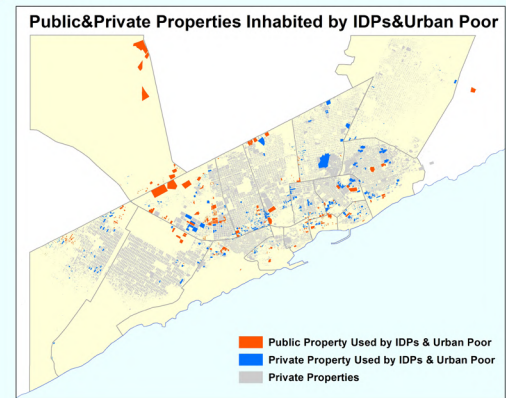 Public&Private Properties Inhabited by IDPs&Urban Poor
Public Property Used by IDPs & Urban Poor
Private Property Used by IDPs & Urban Poor
Private Properties